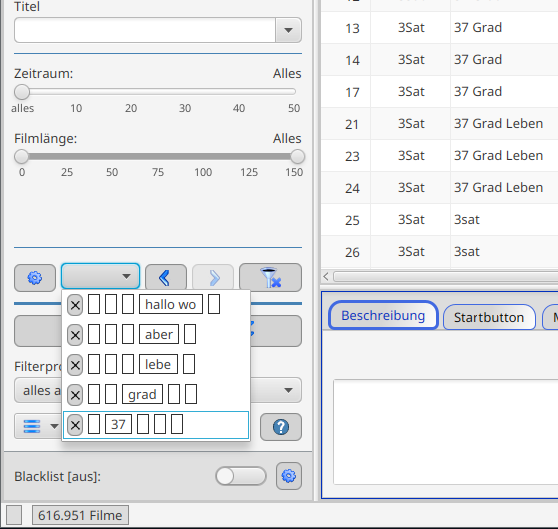 Titel
Zeitraum: Alles
alles 10 20 30 40 50
Filmlänge: Alles
0 25 50 75 100 125 150
hallo wo
aber
lebe
grad
37
Filterpro
alles a
Blacklist [aus]:
616.951 Filme
13 3Sat 37 Grad
14 3Sat 37 Grad
17 3Sat 37 Grad
21 3Sat 37 Grad Leben
23 3Sat 37 Grad Leben
24 3Sat 37 Grad Leben
25 3Sat 3sat
26 3Sat 3sat
Beschreibung Startbutton